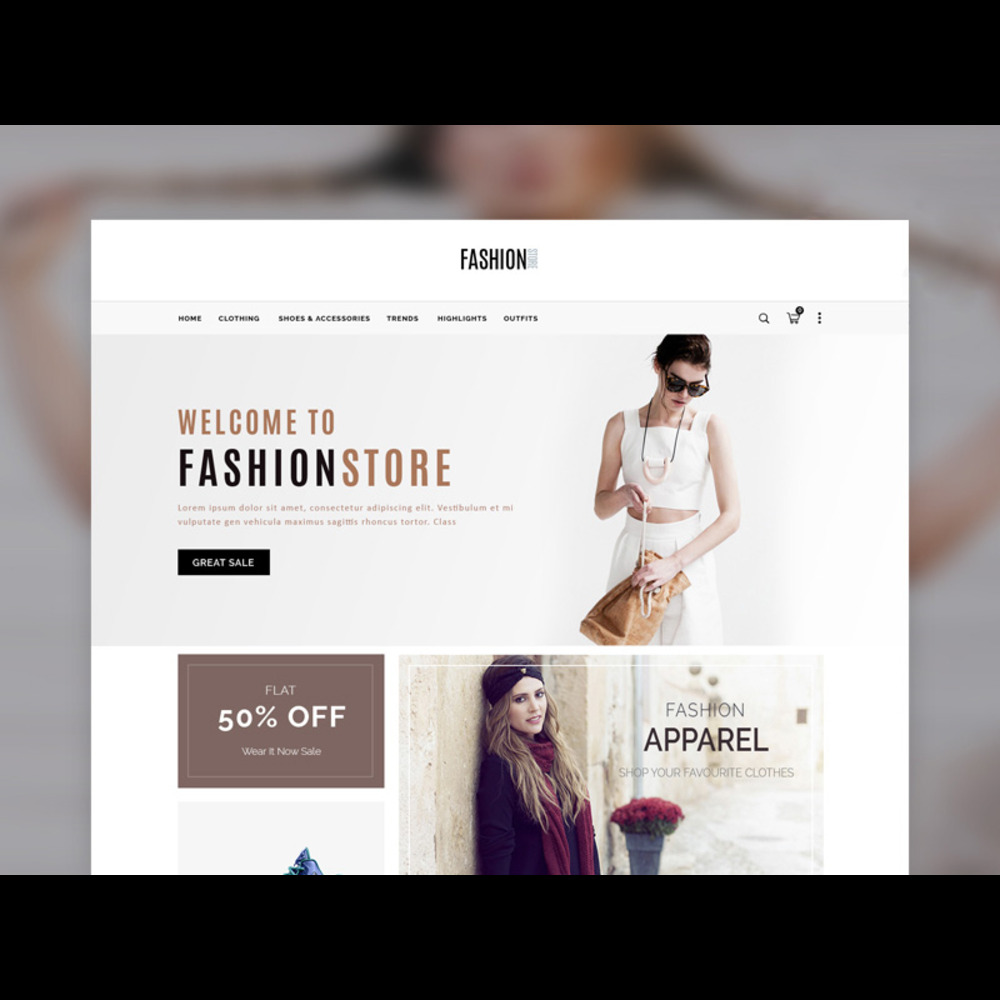 FASHION STORE
HOME CLOTHING SHOES & ACCESSORIES TRENDS HIGHLIGHTS OUTFITS
0
WELCOME TO
FASHIONSTORE
Lorem ipsum dolor sit amet, consectetur adipiscing elit. Vestibulum et mi
vulputate gen vehicula maximus sagittis rhoncus tortor. Class
GREAT SALE
FLAT
50% OFF
Wear It Now Sale
FASHION
APPAREL
SHOP YOUR FAVOURITE CLOTHES